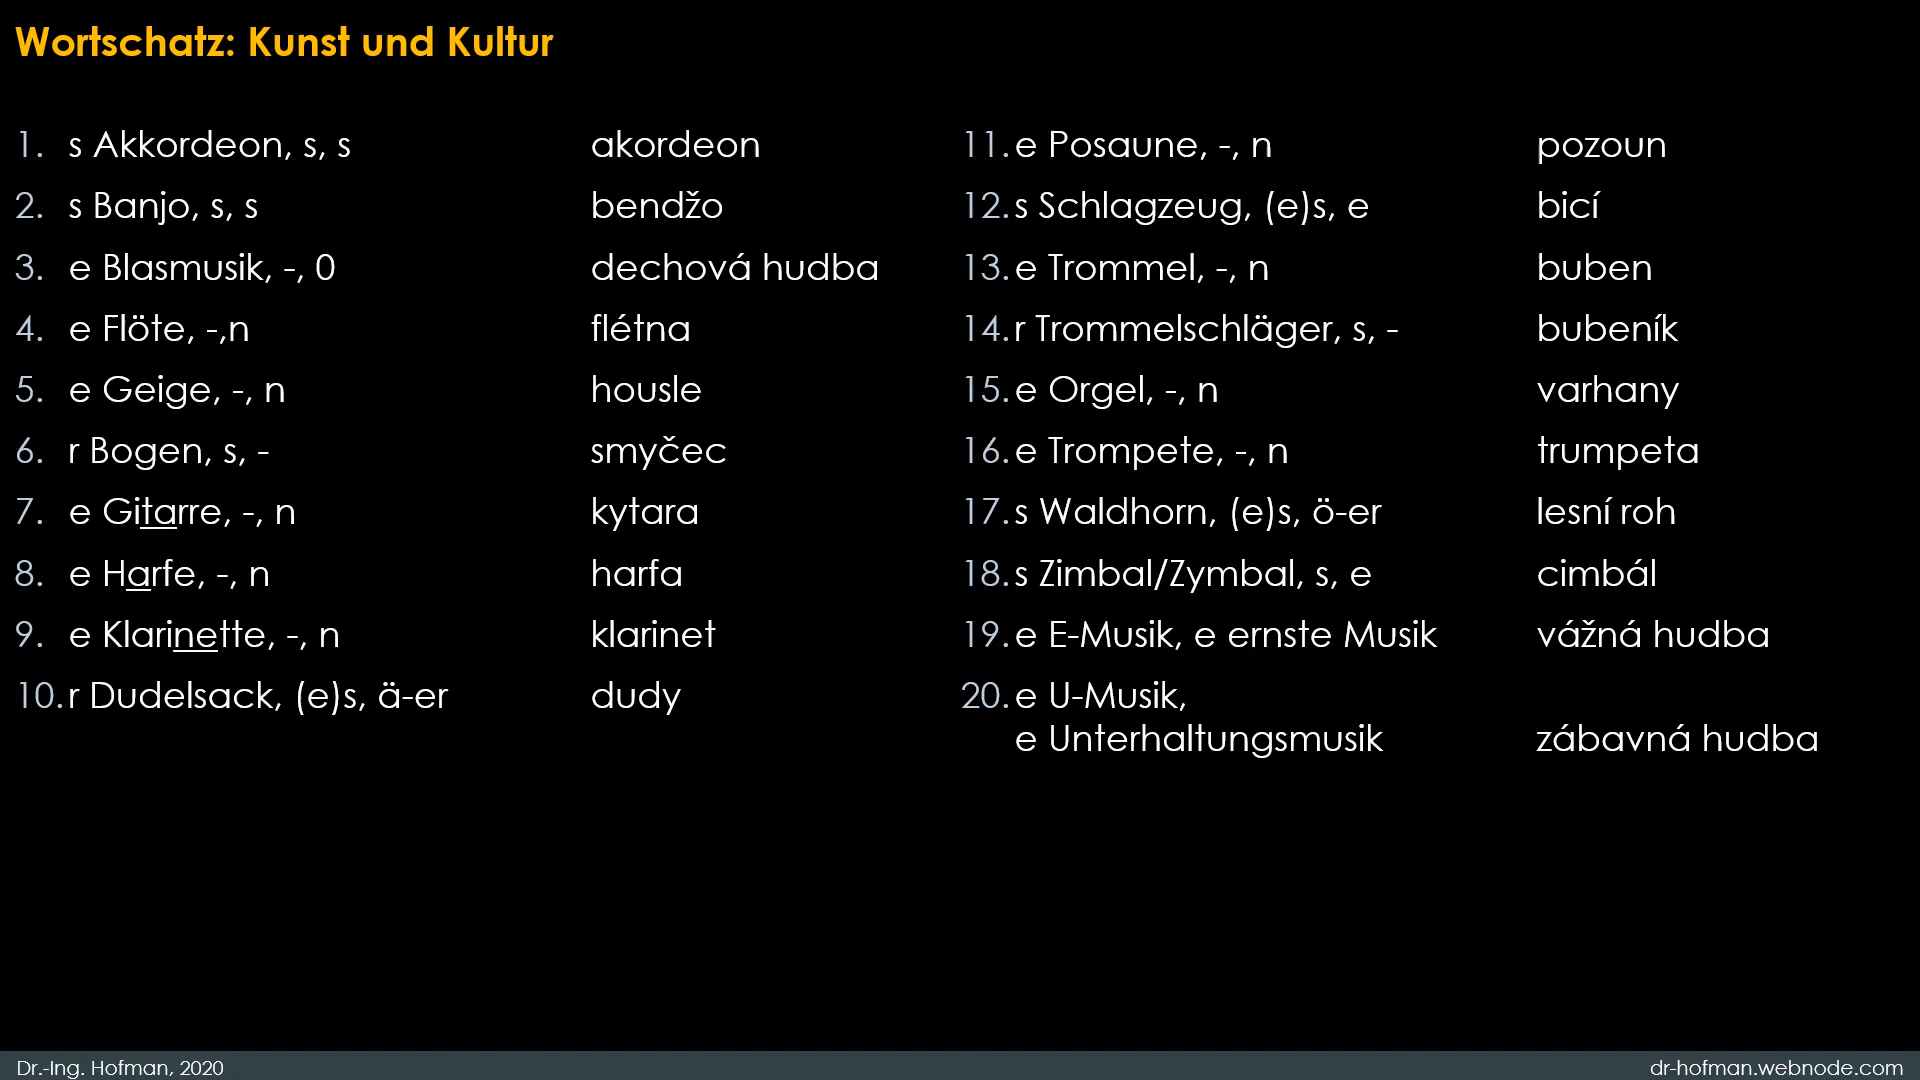 Wortschatz: Kunst und Kultur
1. s Akkordeon, s, s akordeon
2. s Banjo, s, s bendžo
3. e Blasmusik, -, 0 dechová hudba
4. e Flöte, -,n flétna
5. e Geige, -, n housle
6. r Bogen, s, - smyčec
7. e Gitarre, -, n kytara
8. e Harfe, -, n harfa
9. e Klarinette, -, n klarinet
10. r Dudelsack, (e)s, ä-er dudy
11. e Posaune, -, n pozoun
12. s Schlagzeug, (e)s, e bicí
13. e Trommel, -, n buben
14. r Trommelschläger, s, - bubeník
15. e Orgel, -, n varhany
16. e Trompete, -, n trumpeta
17. s Waldhorn, (e)s, ö-er lesní roh
18. s Zimbal/Zymbal, s, e cimbál
19. e E-Musik, e ernste Musik vážná hudba
20. e U-Musik,
e Unterhaltungsmusik zábavná hudba
Dr.-Ing. Hofman, 2020 dr-hofman.webnode.com